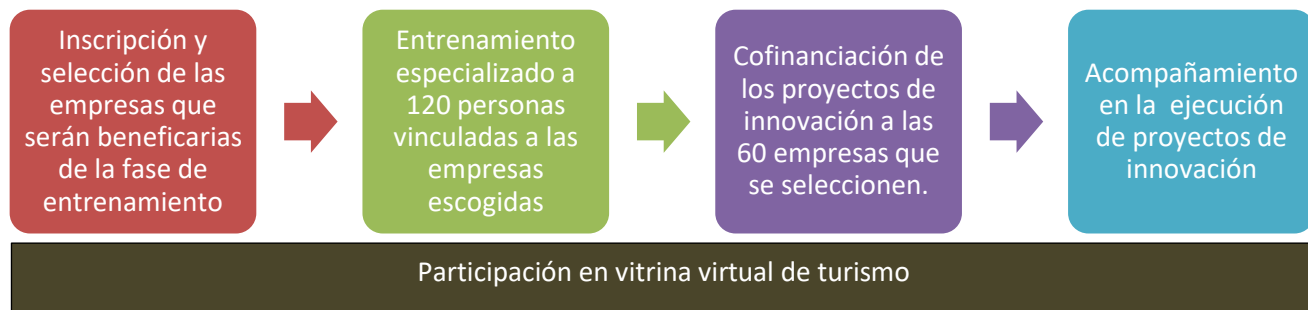 Inscripción y
selección de las
empresas que
serán beneficarias
de la fase de
entrenamiento
Entrenamiento
especializado a
120 personas
vinculadas a las
empresas
escogidas
Cofinanciación de
los proyectos de
innovación a las
60 empresas que
se seleccionen.
Acompañamiento
en la ejecución
de proyectos de
innovación
Participación en vitrina virtual de turismo